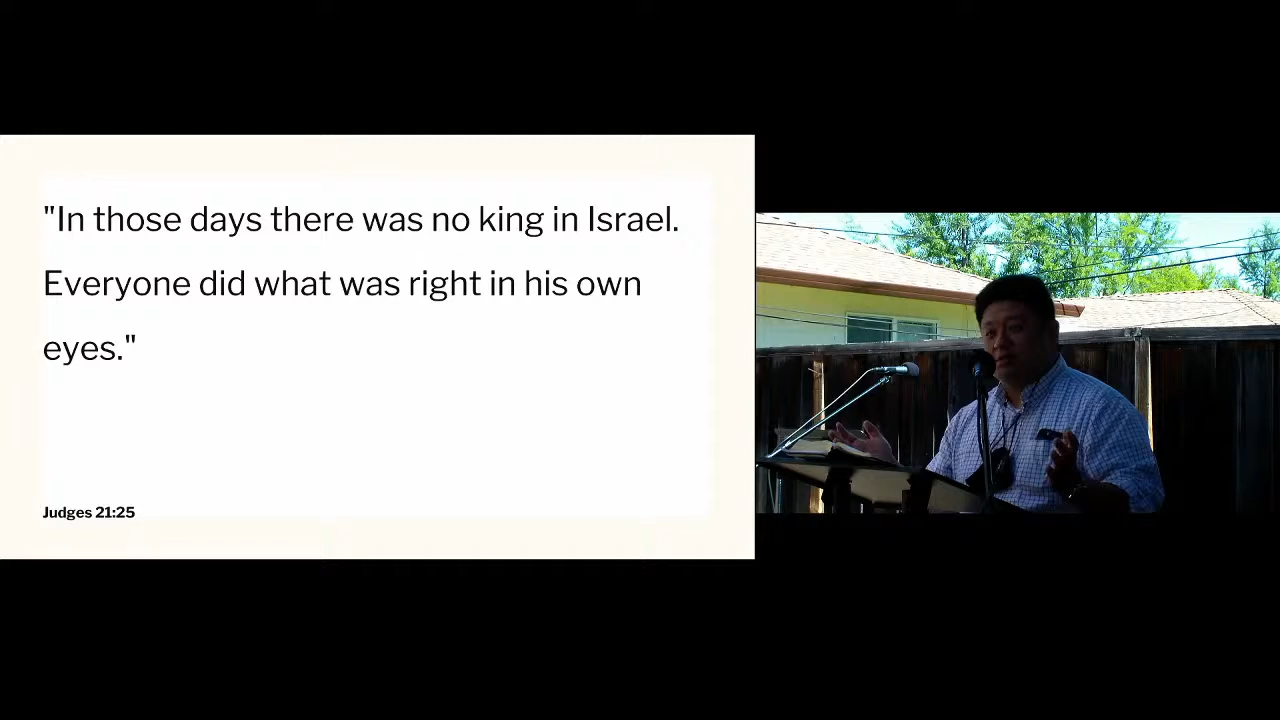 "In those days there was no king in Israel.
Everyone did what was right in his own
eyes."
Judges 21:25